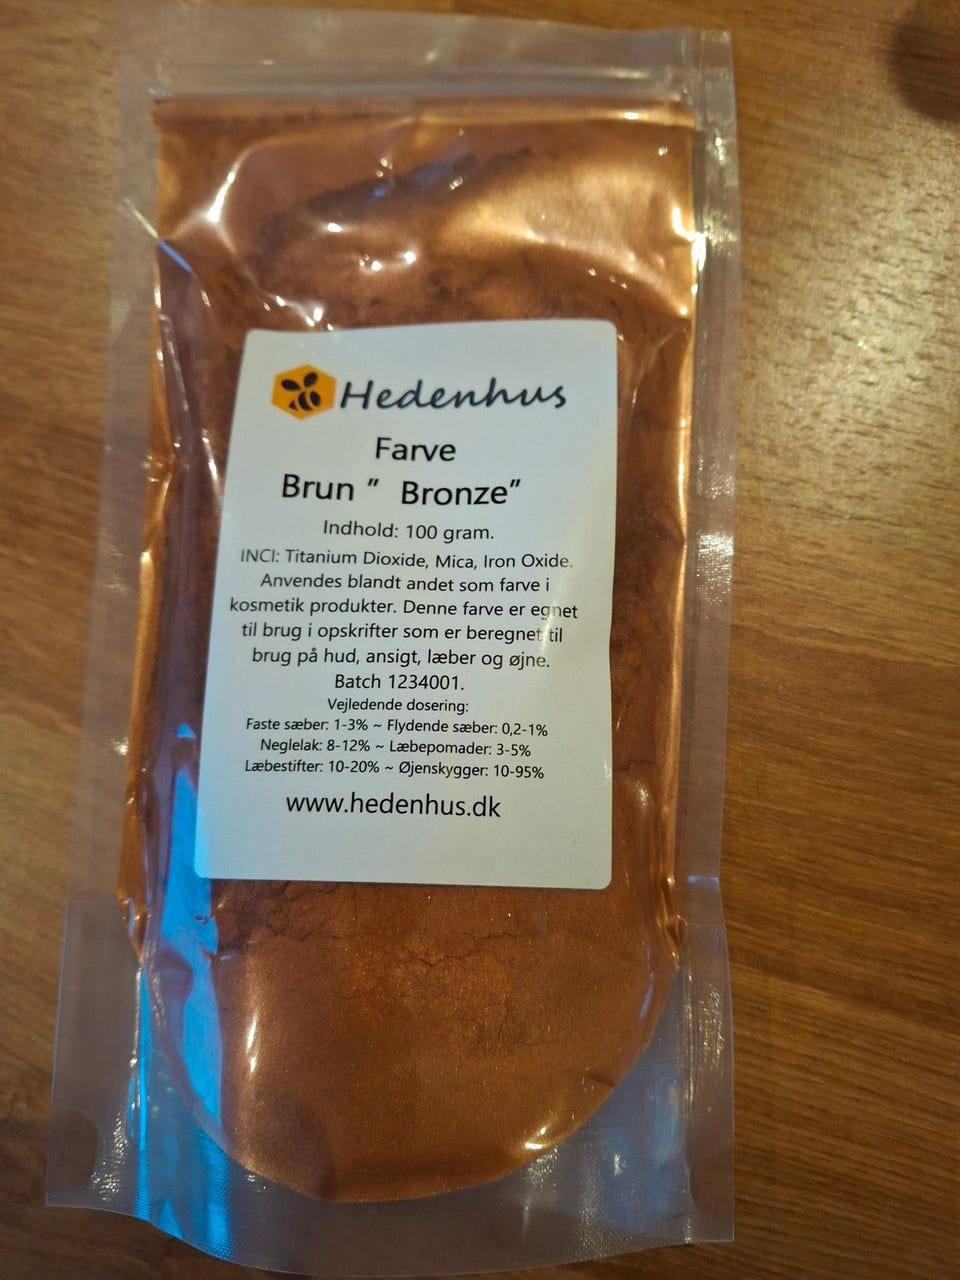 Hedenhus
Farve
Brun ” Bronze”
Indhold: 100 gram.
INCI: Titanium Dioxide, Mica, Iron Oxide.
Anvendes blandt andet som farve i
kosmetik produkter. Denne farve er egnet
til brug i opskrifter som er beregnet til
brug på hud, ansigt, læber og øjne.
Batch 1234001.
Vejledende dosering:
Faste sæber: 1-3% ~ Flydende sæber: 0,2-1%
Neglelak: 8-12% ~ Læbepomader: 3-5%
Læbestifter: 10-20% ~ Øjenskygger: 10-95%
www.hedenhus.dk